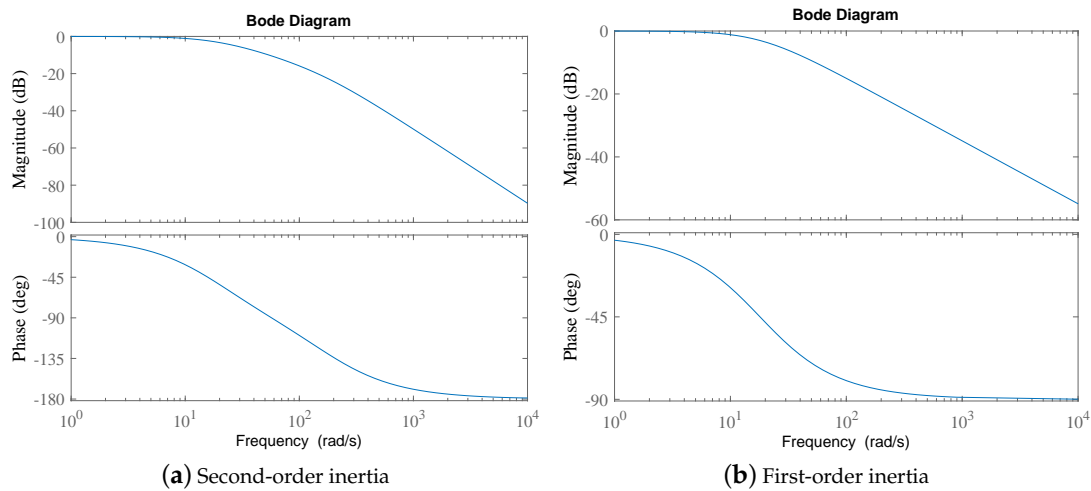 Bode Diagram
Magnitude (dB)
0
-20
-40
-60
-80
-100
Phase (deg)
0
-45
-90
-135
-180
10^0
10^1
10^2
10^3
10^4
Frequency (rad/s)
(a) Second-order inertia
Bode Diagram
Magnitude (dB)
0
-20
-40
-60
Phase (deg)
0
-45
-90
10^0
10^1
10^2
10^3
10^4
Frequency (rad/s)
(b) First-order inertia